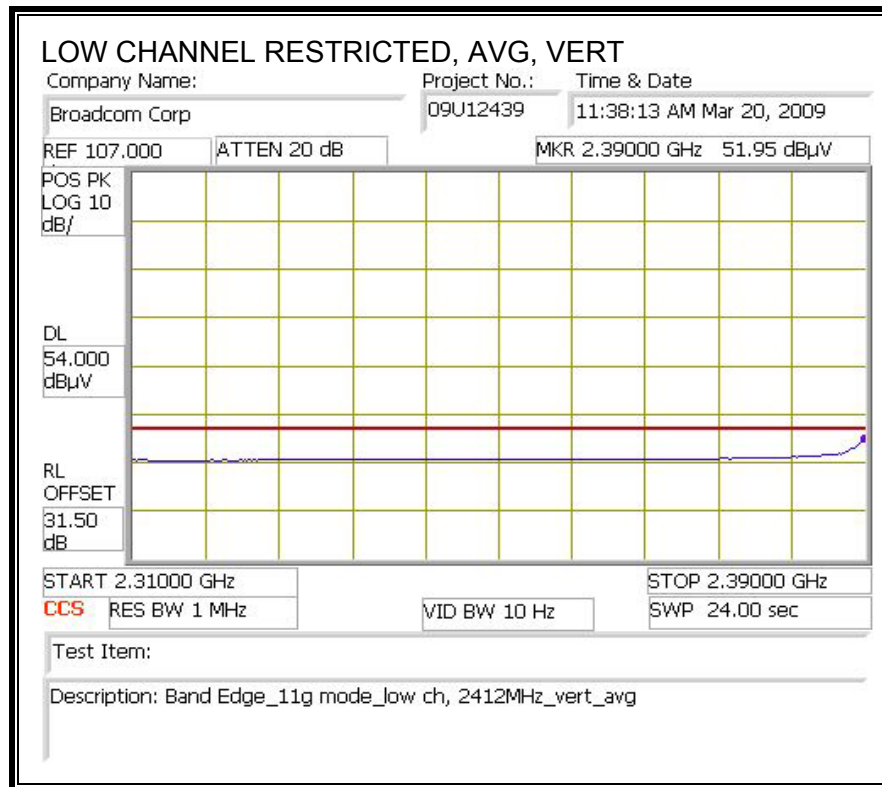 LOW CHANNEL RESTRICTED, AVG, VERT
Company Name: Project No.: Time & Date
Broadcom Corp 09U12439 11:38:13 AM Mar 20, 2009
REF 107.000 ATTEN 20 dB MKR 2.39000 GHz 51.95 dBµV
POS PK
LOG 10
dB/
DL
54.000
dBµV
RL
OFFSET
31.50
dB
START 2.31000 GHz STOP 2.39000 GHz
CCS RES BW 1 MHz VID BW 10 Hz SWP 24.00 sec
Test Item:
Description: Band Edge_11g mode_low ch, 2412MHz_vert_avg